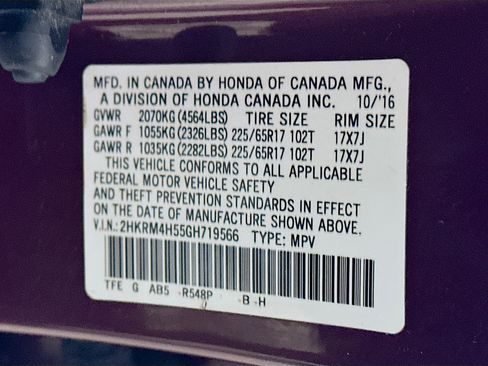 MFD. IN CANADA BY HONDA OF CANADA MFG.,
A DIVISION OF HONDA CANADA INC. 10/'16
GVWR 2070KG(4564LBS) TIRE SIZE RIM SIZE
GAWR F 1055KG(2326LBS) 225/65R17 102T 17X7J
GAWR R 1035KG(2282LBS) 225/65R17 102T 17X7J
THIS VEHICLE CONFORMS TO ALL APPLICABLE
FEDERAL MOTOR VEHICLE SAFETY
AND THEFT PREVENTION STANDARDS IN EFFECT
ON THE DATE OF MANUFACTURE SHOWN ABOVE.
V.I.N.: 2HKRM4H55GH719566 TYPE: MPV
TFE G AB5 -R548P -B -H